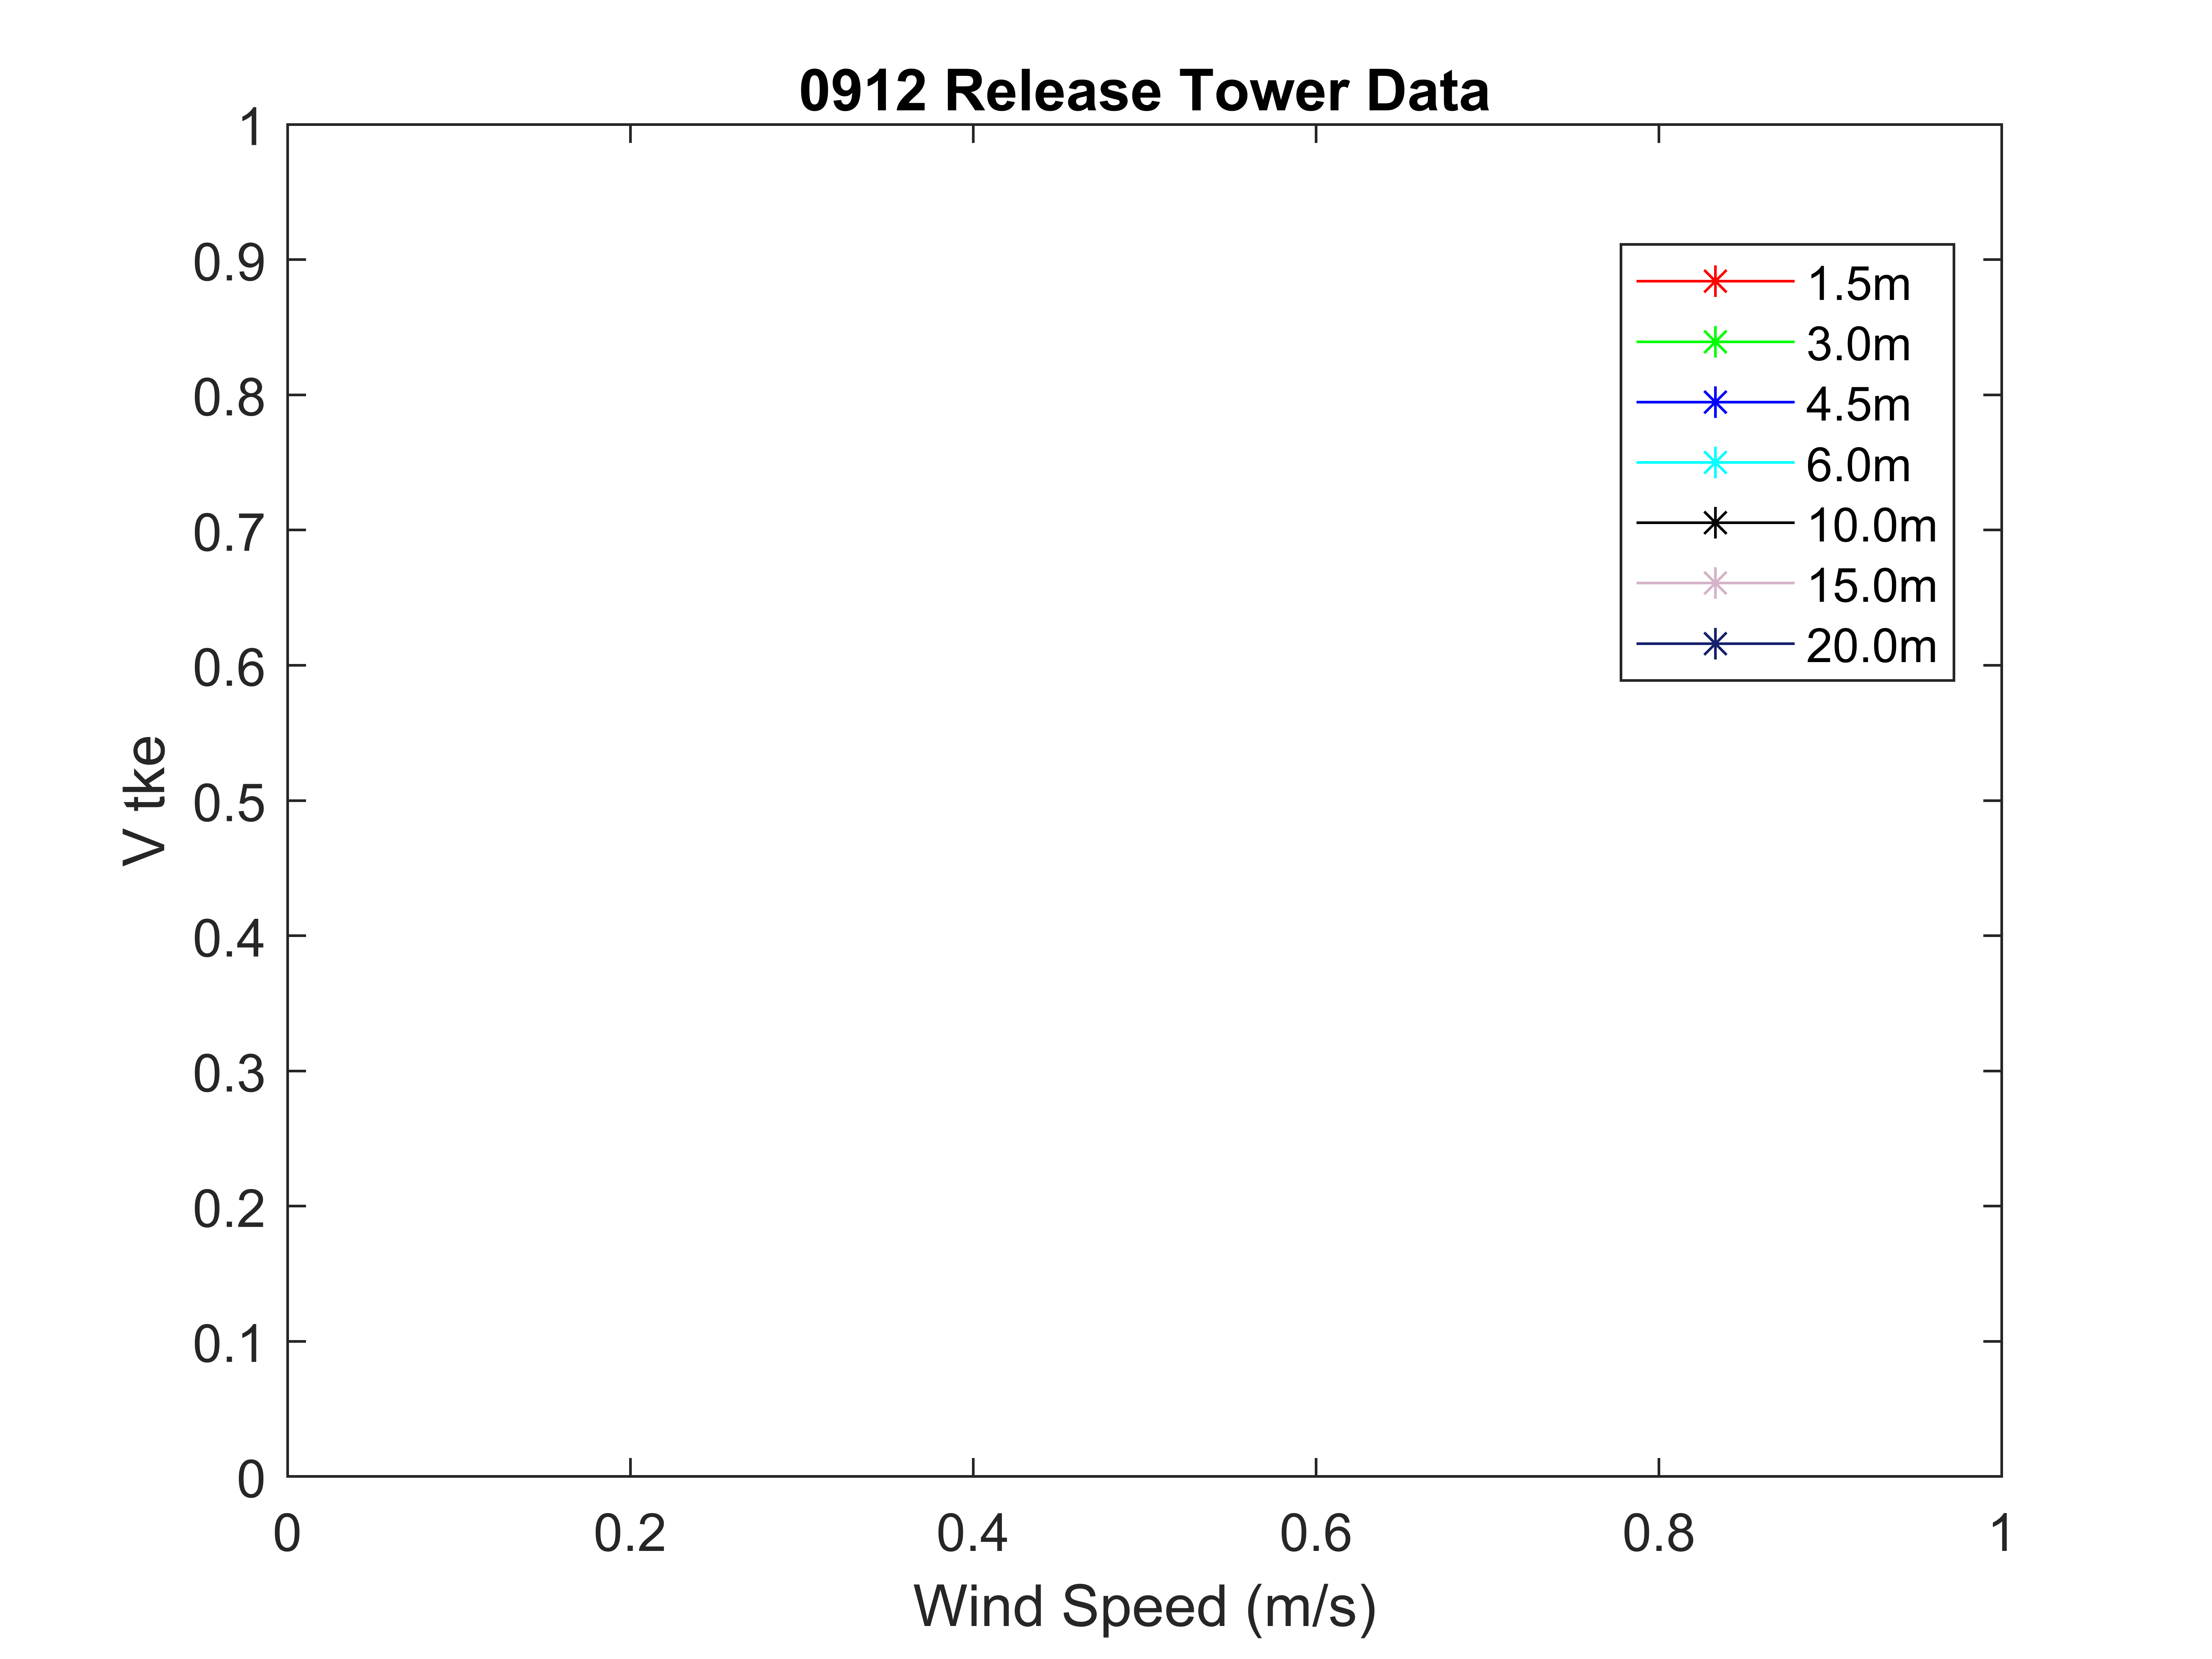 0912 Release Tower Data
1
0.9
0.8
0.7
0.6
0.5
0.4
0.3
0.2
0.1
0
V tke
1.5m
3.0m
4.5m
6.0m
10.0m
15.0m
20.0m
0 0.2 0.4 0.6 0.8 1
Wind Speed (m/s)